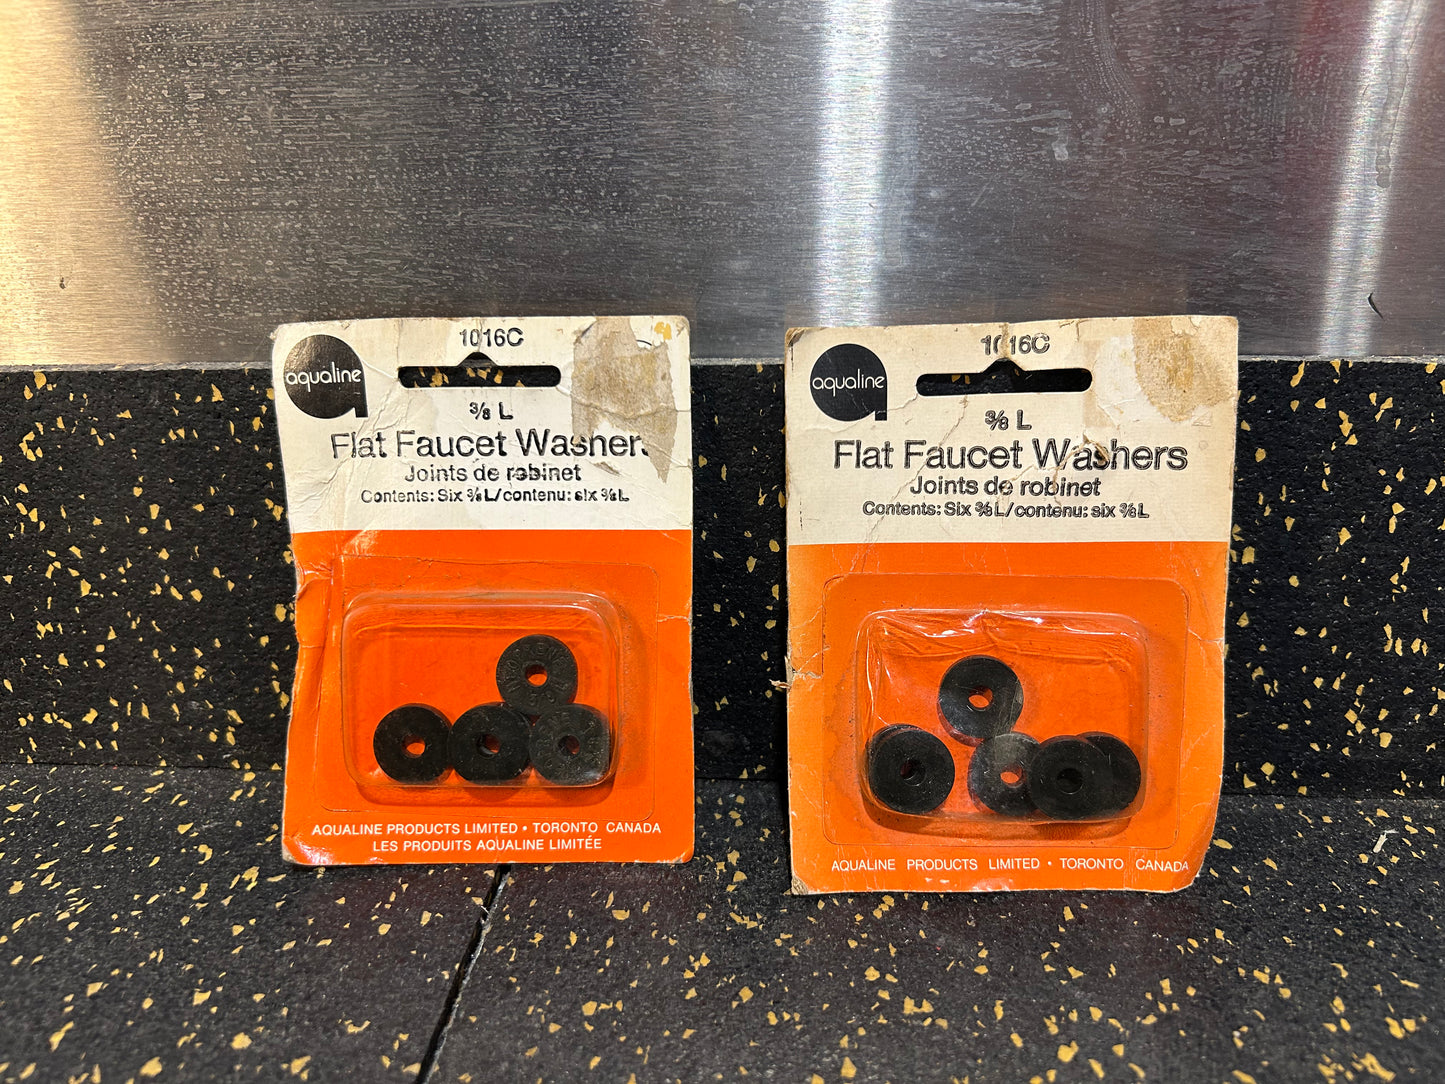 1016C
aqualine
⅜ L
Flat Faucet Washers
Joints de robinet
Contents: Six ⅜ L/contenu: six ⅜ L
AQUALINE PRODUCTS LIMITED • TORONTO CANADA
LES PRODUITS AQUALINE LIMITÉE
1016C
aqualine
⅜ L
Flat Faucet Washers
Joints de robinet
Contents: Six ⅜ L/contenu: six ⅜ L
AQUALINE PRODUCTS LIMITED • TORONTO CANADA